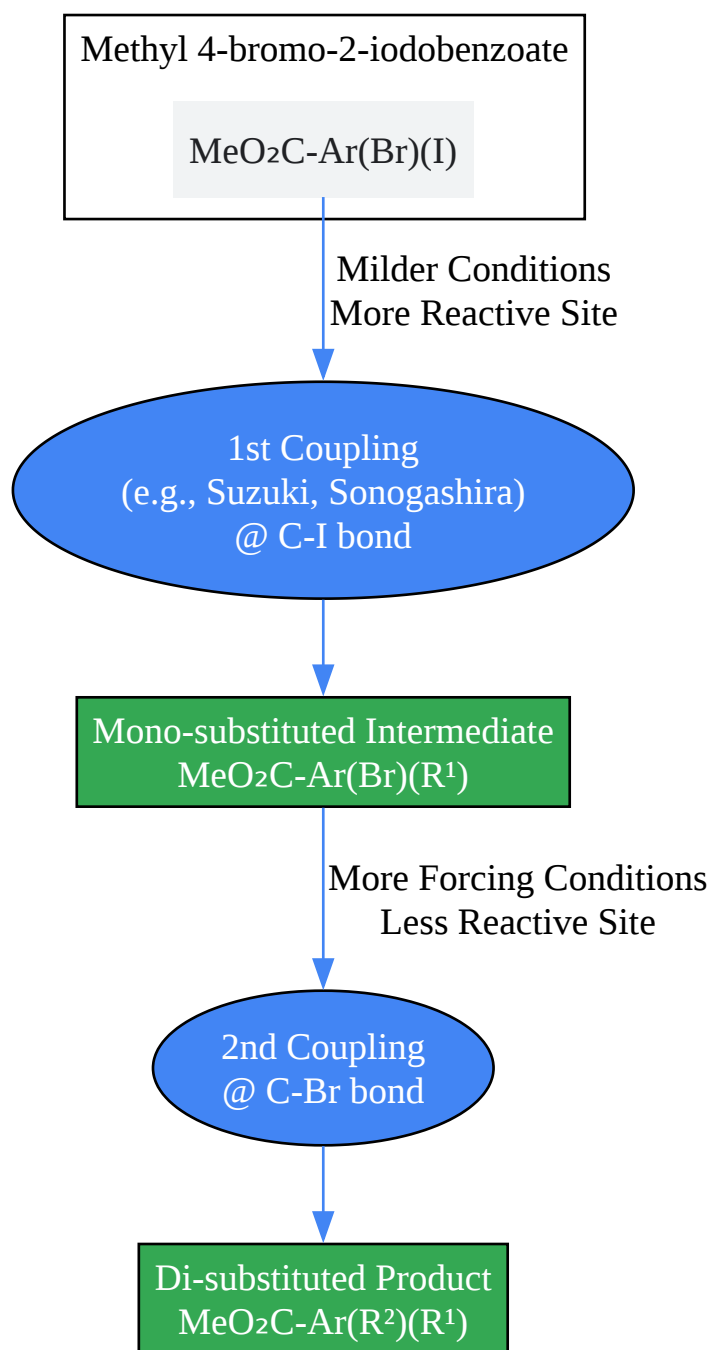 Methyl 4-bromo-2-iodobenzoate
MeO₂C-Ar(Br)(I)
Milder Conditions
More Reactive Site
1st Coupling
(e.g., Suzuki, Sonogashira)
@ C-I bond
Mono-substituted Intermediate
MeO₂C-Ar(Br)(R¹)
More Forcing Conditions
Less Reactive Site
2nd Coupling
@ C-Br bond
Di-substituted Product
MeO₂C-Ar(R²)(R¹)